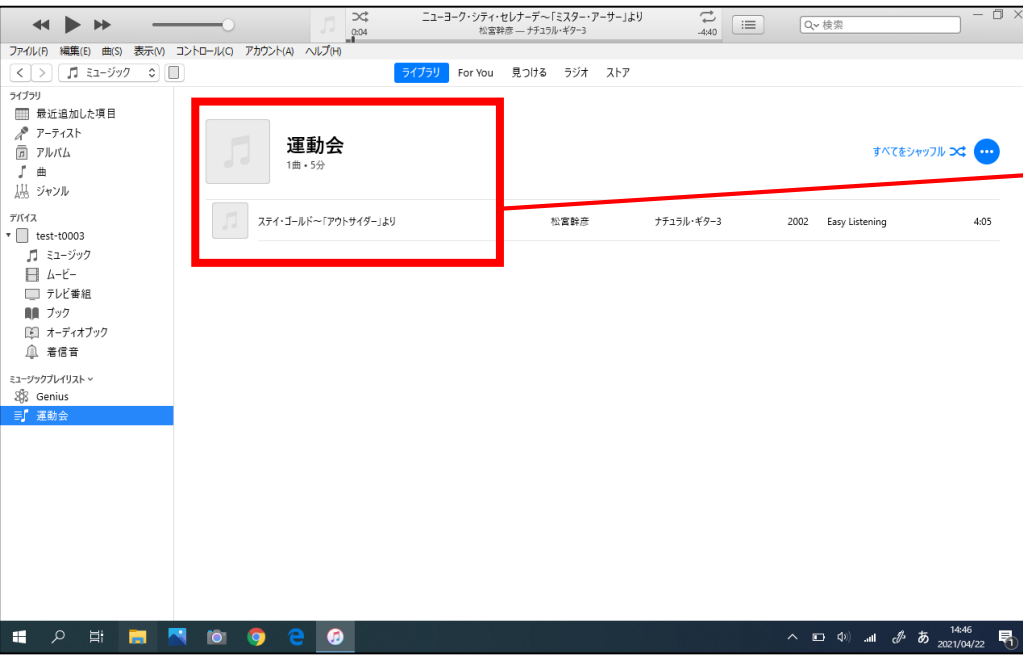 ニューヨーク・シティ・セレナーデ～「ミスター・アーサー」より
0:04
松宮幹彦 — ナチュラル・ギター3
-4:40
検索
ファイル(F) 編集(E) 曲(S) 表示(V) コントロール(C) アカウント(A) ヘルプ(H)
ミュージック
ライブラリ For You 見つける ラジオ ストア
ライブラリ
最近追加した項目
アーティスト
アルバム
曲
ジャンル
デバイス
test-t0003
ミュージック
ムービー
テレビ番組
ブック
オーディオブック
着信音
ミュージックプレイリスト
Genius
運動会
運動会
1曲 • 5分
すべてをシャッフル
ステイ・ゴールド～「アウトサイダー」より 松宮幹彦 ナチュラル・ギター3 2002 Easy Listening 4:05
あ
14:46
2021/04/22
1